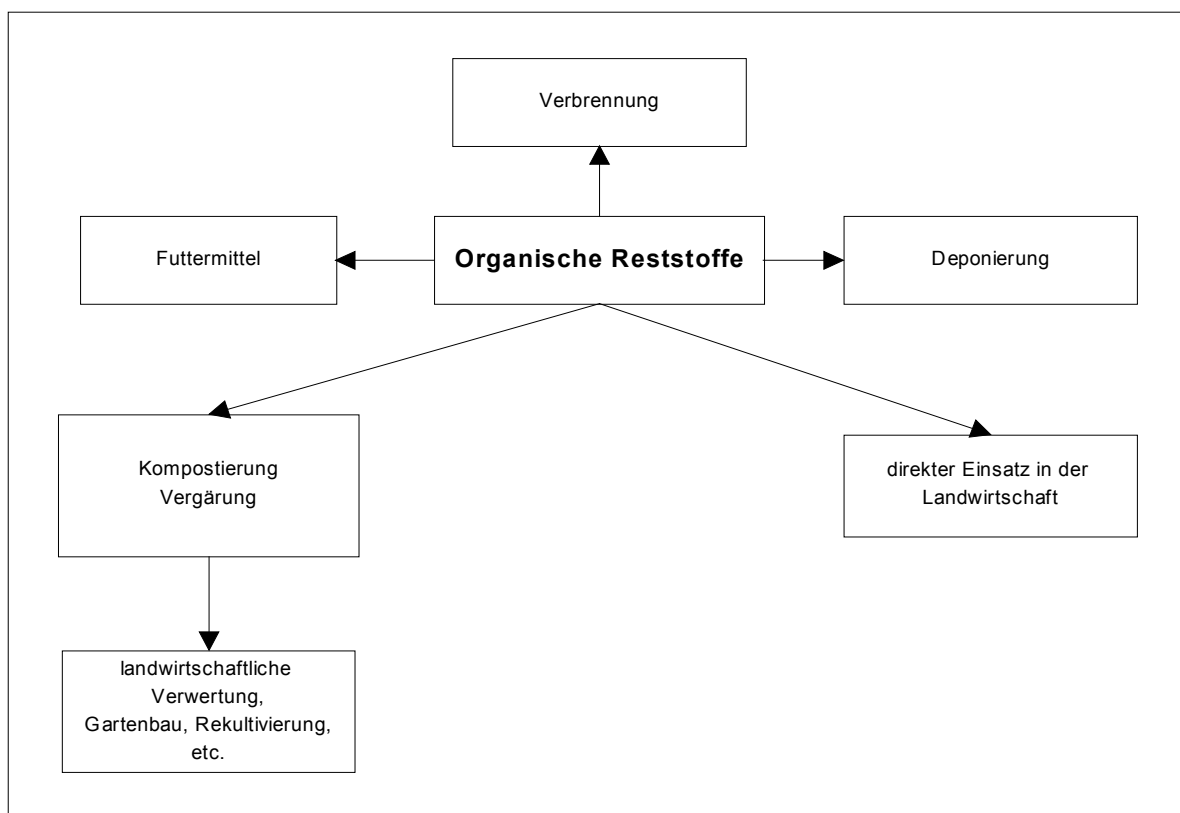 Verbrennung
Futtermittel
Organische Reststoffe
Deponierung
Kompostierung
Vergärung
direkter Einsatz in der
Landwirtschaft
landwirtschaftliche
Verwertung,
Gartenbau, Rekultivierung,
etc.